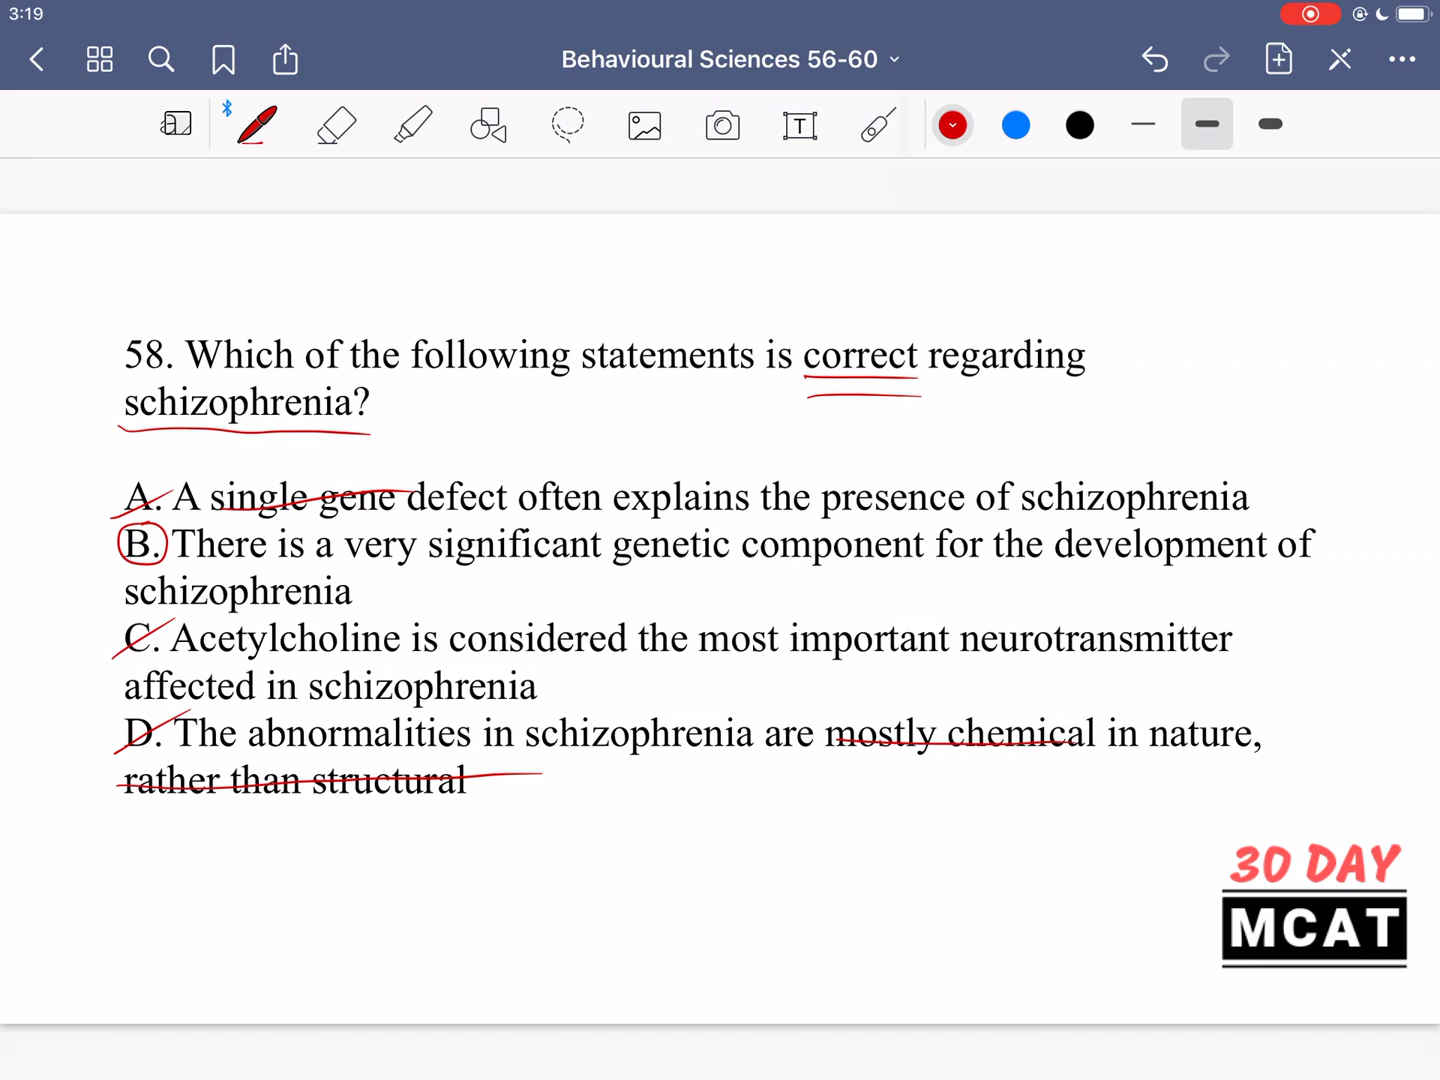 3:19
Behavioural Sciences 56-60
58. Which of the following statements is correct regarding
schizophrenia?
A. A single gene defect often explains the presence of schizophrenia
B. There is a very significant genetic component for the development of
schizophrenia
C. Acetylcholine is considered the most important neurotransmitter
affected in schizophrenia
D. The abnormalities in schizophrenia are mostly chemical in nature,
rather than structural
30 DAY
MCAT